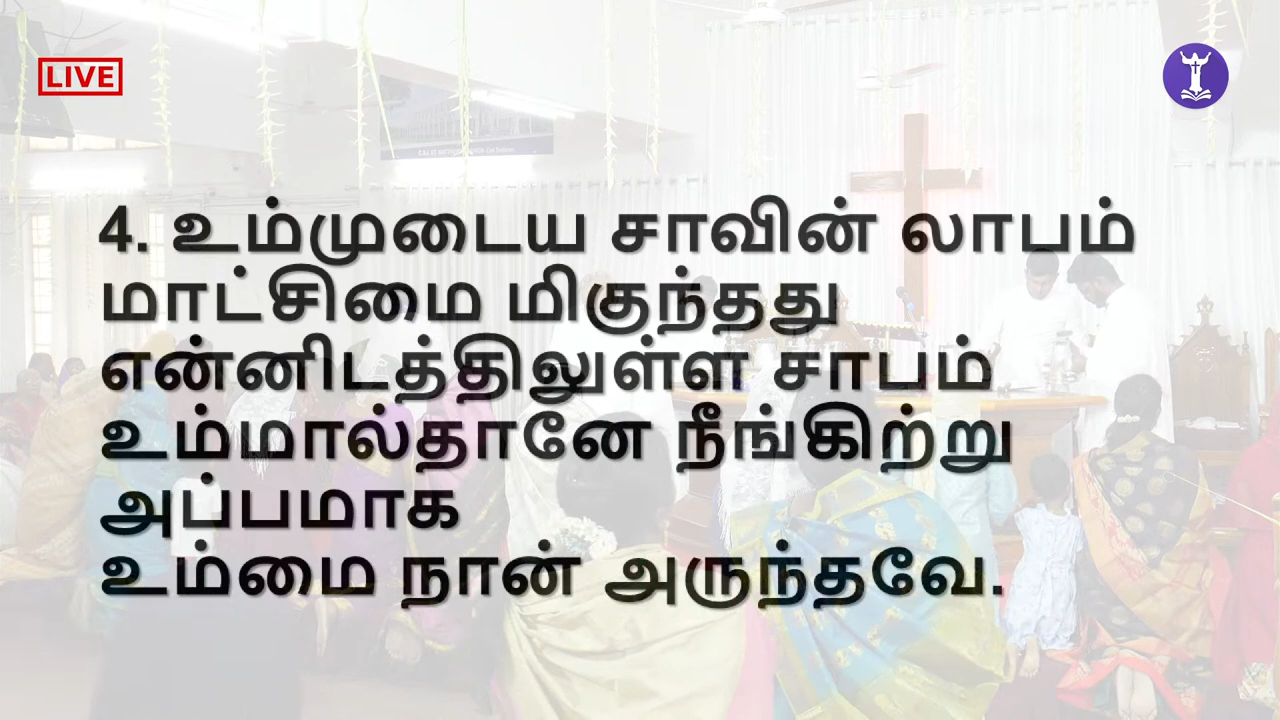 LIVE
4. உம்முடைய சாவின் லாபம்
மாட்சிமை மிகுந்தது
என்னிடத்திலுள்ள சாபம்
உம்மால்தானே நீங்கிற்று
அப்பமாக
உம்மை நான் அருந்தவே.